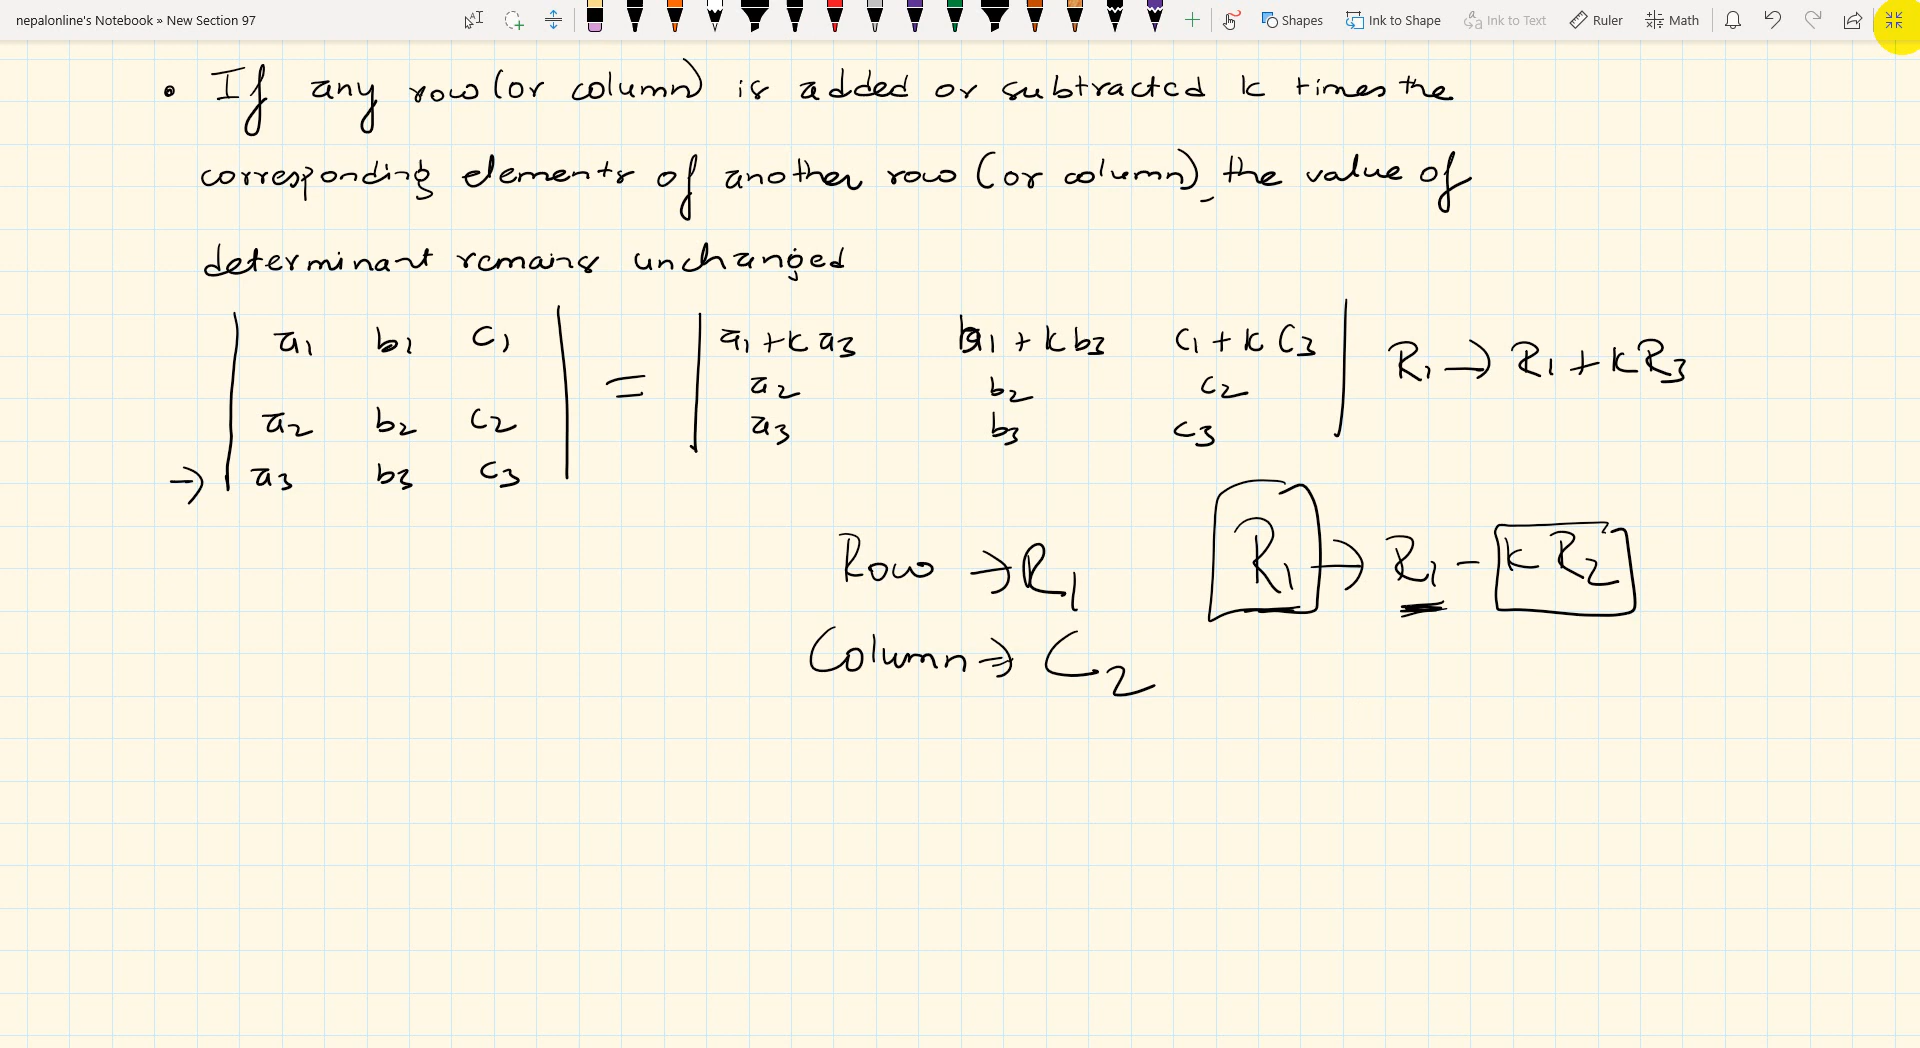 nepalonline's Notebook » New Section 97
Shapes Ink to Shape Ink to Text Ruler Math
• If any row (or column) is added or subtracted k times the
corresponding elements of another row (or column), the value of
determinant remains unchanged
| a1 b1 c1 | = | a1+ka3 b1+kb3 c1+kc3 | R1 → R1+kR3
| a2 b2 c2 | | a2 b2 c2 |
→ | a3 b3 c3 | | a3 b3 c3 |
Row → R1 R1 → R1 - kR2
Column → C2